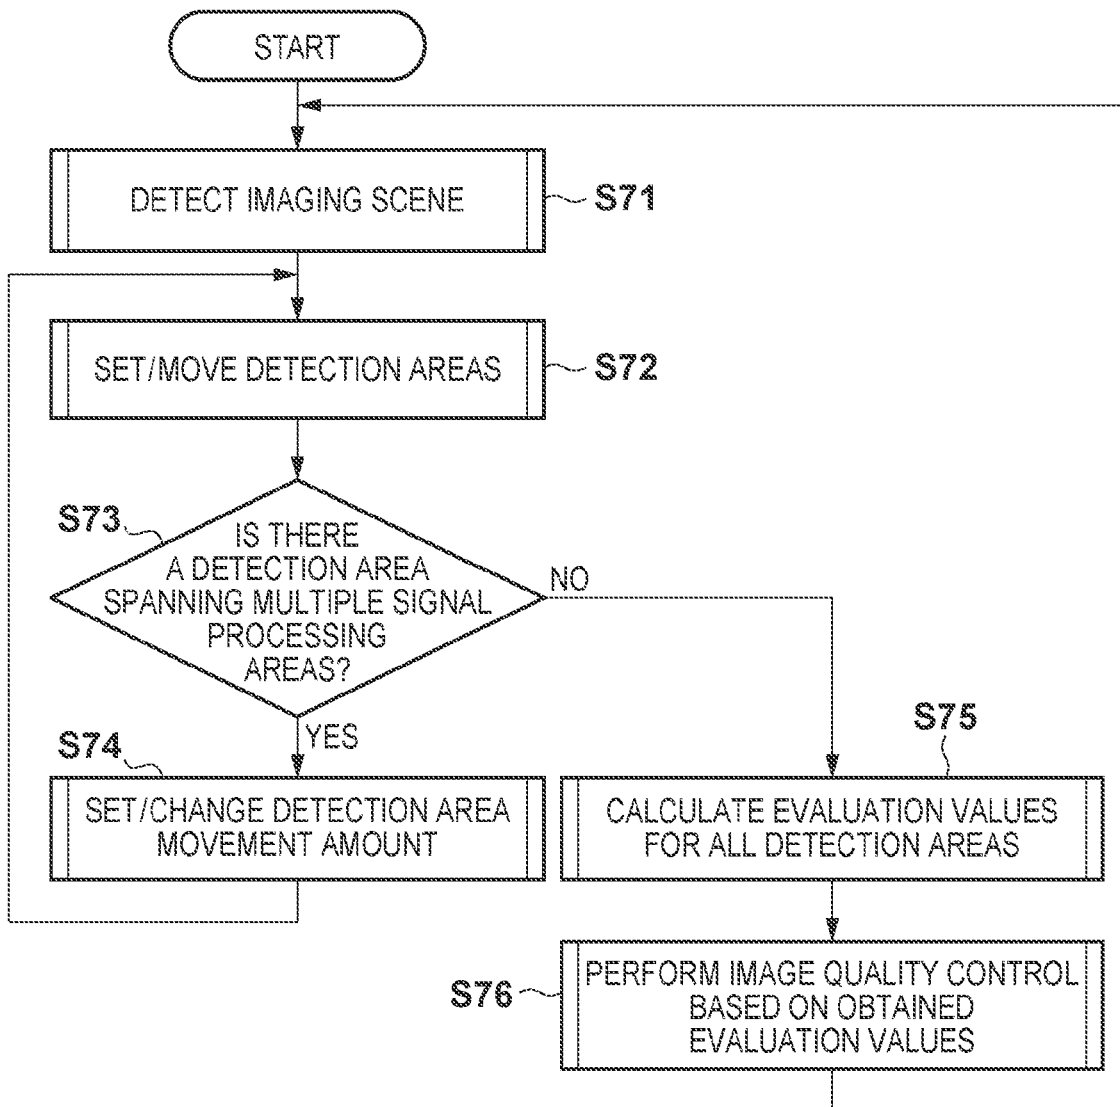 START
DETECT IMAGING SCENE
S71
SET/MOVE DETECTION AREAS
S72
S73
IS THERE
A DETECTION AREA
SPANNING MULTIPLE SIGNAL
PROCESSING
AREAS?
NO
YES
S74
SET/CHANGE DETECTION AREA
MOVEMENT AMOUNT
S75
CALCULATE EVALUATION VALUES
FOR ALL DETECTION AREAS
S76
PERFORM IMAGE QUALITY CONTROL
BASED ON OBTAINED
EVALUATION VALUES